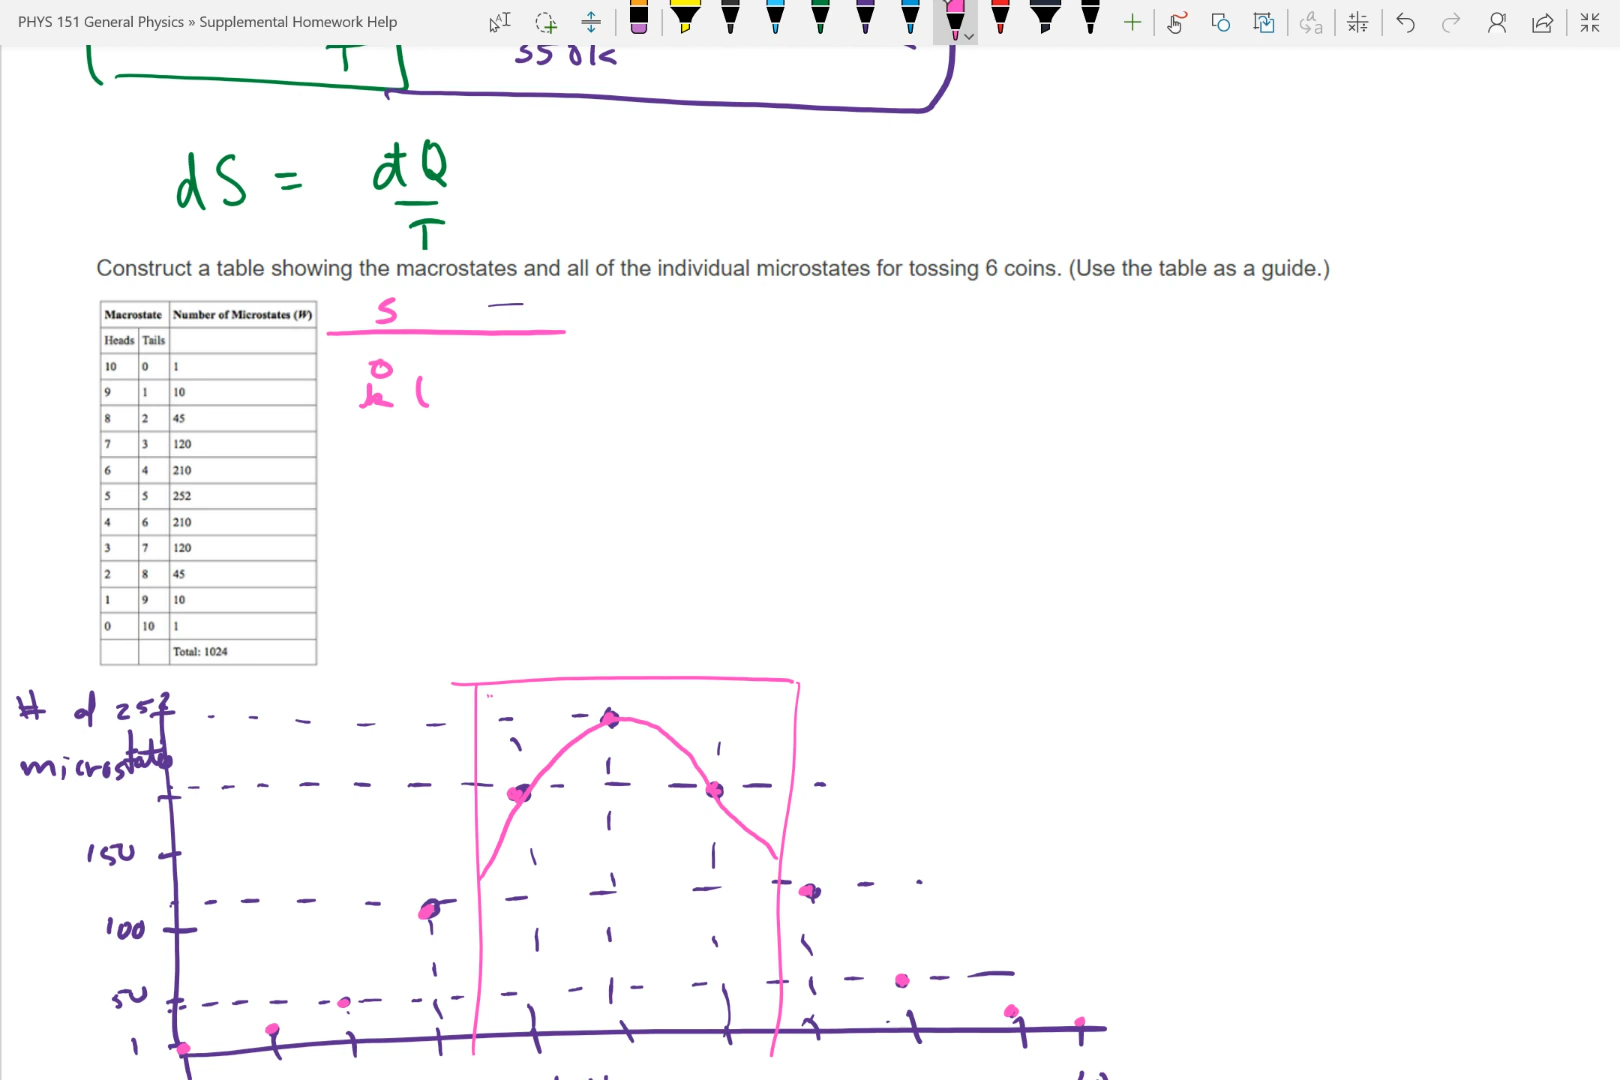 PHYS 151 General Physics » Supplemental Homework Help
T 350k
dS = dQ
T
Construct a table showing the macrostates and all of the individual microstates for tossing 6 coins. (Use the table as a guide.)
Macrostate Number of Microstates (W)
Heads Tails
10 0 1
9 1 10
8 2 45
7 3 120
6 4 210
5 5 252
4 6 210
3 7 120
2 8 45
1 9 10
0 10 1
Total: 1024
S
0
k (
# of 252
microstates
150
100
50
1